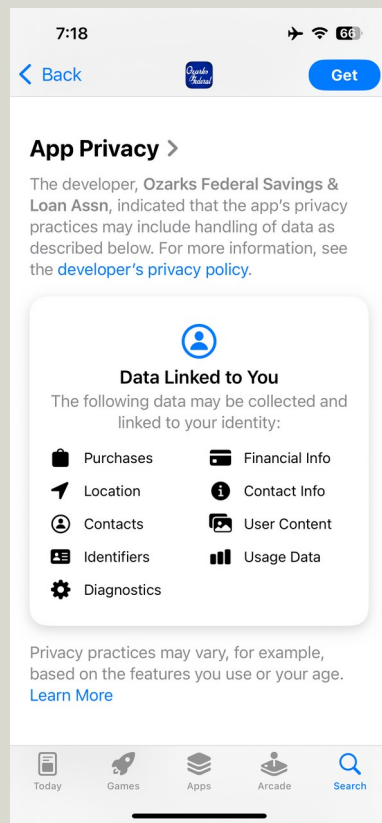 7:18
66
Back
Ozarks
Federal
Get
App Privacy
The developer, Ozarks Federal Savings &
Loan Assn, indicated that the app's privacy
practices may include handling of data as
described below. For more information, see
the developer's privacy policy.
Data Linked to You
The following data may be collected and
linked to your identity:
Purchases
Financial Info
Location
Contact Info
Contacts
User Content
Identifiers
Usage Data
Diagnostics
Privacy practices may vary, for example,
based on the features you use or your age.
Learn More
Today
Games
Apps
Arcade
Search